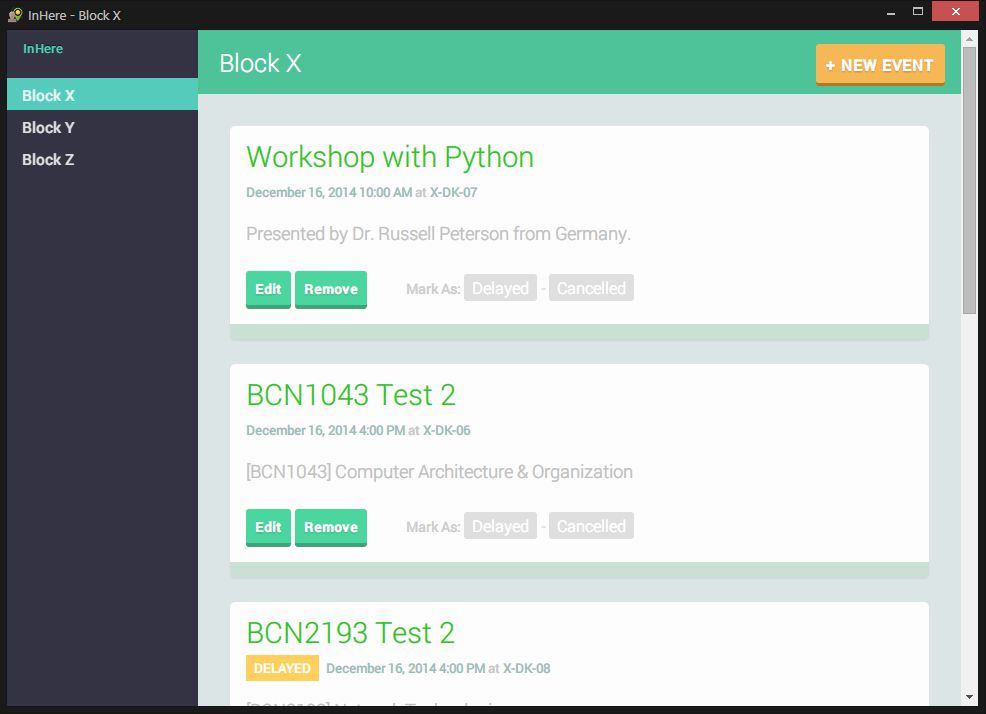 InHere - Block X
InHere
Block X
Block Y
Block Z
Block X
+ NEW EVENT
Workshop with Python
December 16, 2014 10:00 AM at X-DK-07
Presented by Dr. Russell Peterson from Germany.
Edit Remove Mark As: Delayed - Cancelled
BCN1043 Test 2
December 16, 2014 4:00 PM at X-DK-06
[BCN1043] Computer Architecture & Organization
Edit Remove Mark As: Delayed - Cancelled
BCN2193 Test 2
DELAYED December 16, 2014 4:00 PM at X-DK-08